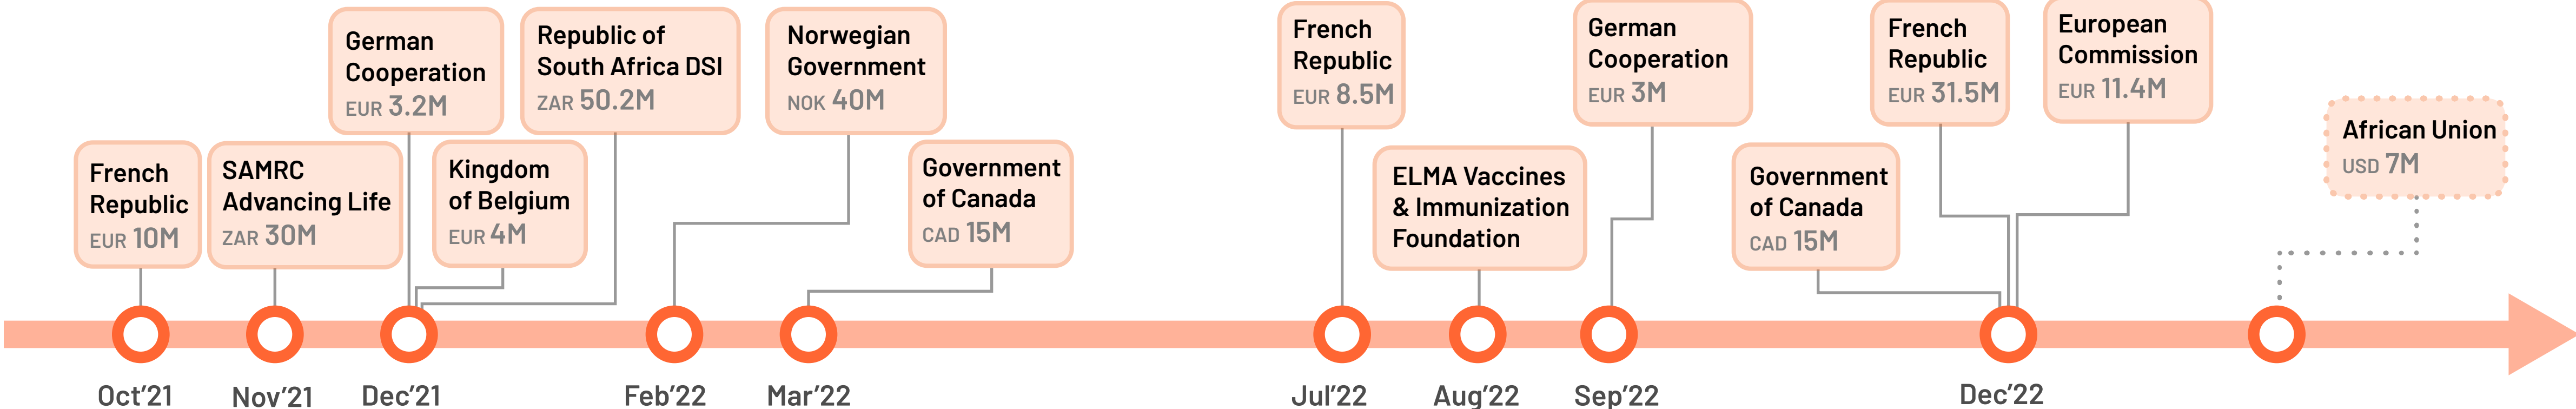 French
Republic
EUR 10M
SAMRC
Advancing Life
ZAR 30M
German
Cooperation
EUR 3.2M
Kingdom
of Belgium
EUR 4M
Republic of
South Africa DSI
ZAR 50.2M
Norwegian
Government
NOK 40M
Government
of Canada
CAD 15M
French
Republic
EUR 8.5M
ELMA Vaccines
& Immunization
Foundation
German
Cooperation
EUR 3M
Government
of Canada
CAD 15M
French
Republic
EUR 31.5M
European
Commission
EUR 11.4M
African Union
USD 7M
Oct’21
Nov’21
Dec’21
Feb’22
Mar’22
Jul’22
Aug’22
Sep’22
Dec’22